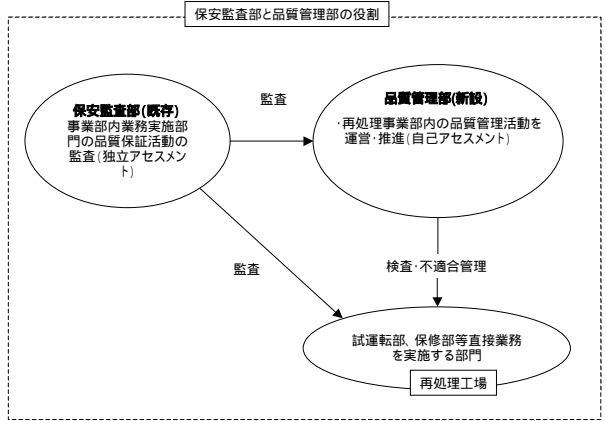 保安監査部と品質管理部の役割
保安監査部(既存)
事業部内業務実施部
門の品質保証活動の
監査(独立アセスメン
ト)
監査
品質管理部(新設)
・再処理事業部内の品質管理活動を
運営・推進(自己アセスメント)
監査
検査・不適合管理
試運転部、保修部等直接業務
を実施する部門
再処理工場